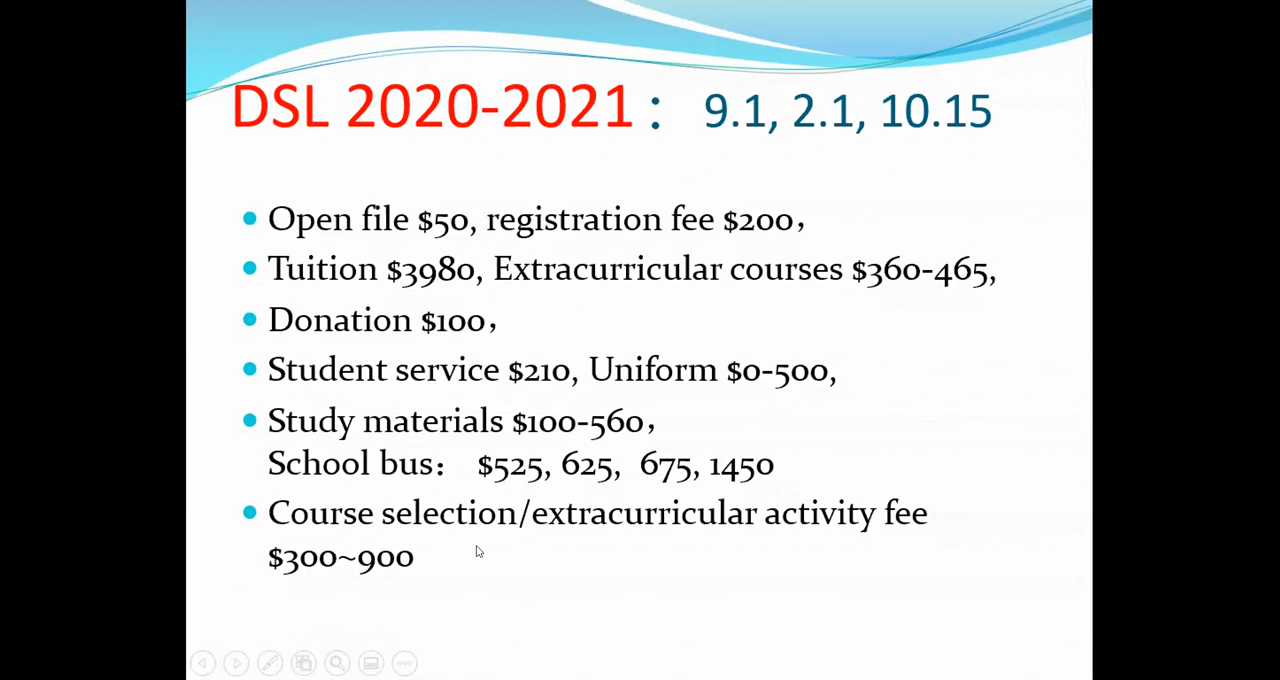 DSL 2020-2021： 9.1, 2.1, 10.15
• Open file $50, registration fee $200，
• Tuition $3980, Extracurricular courses $360-465,
• Donation $100，
• Student service $210, Uniform $0-500,
• Study materials $100-560，
School bus： $525, 625, 675, 1450
• Course selection/extracurricular activity fee
$300~900